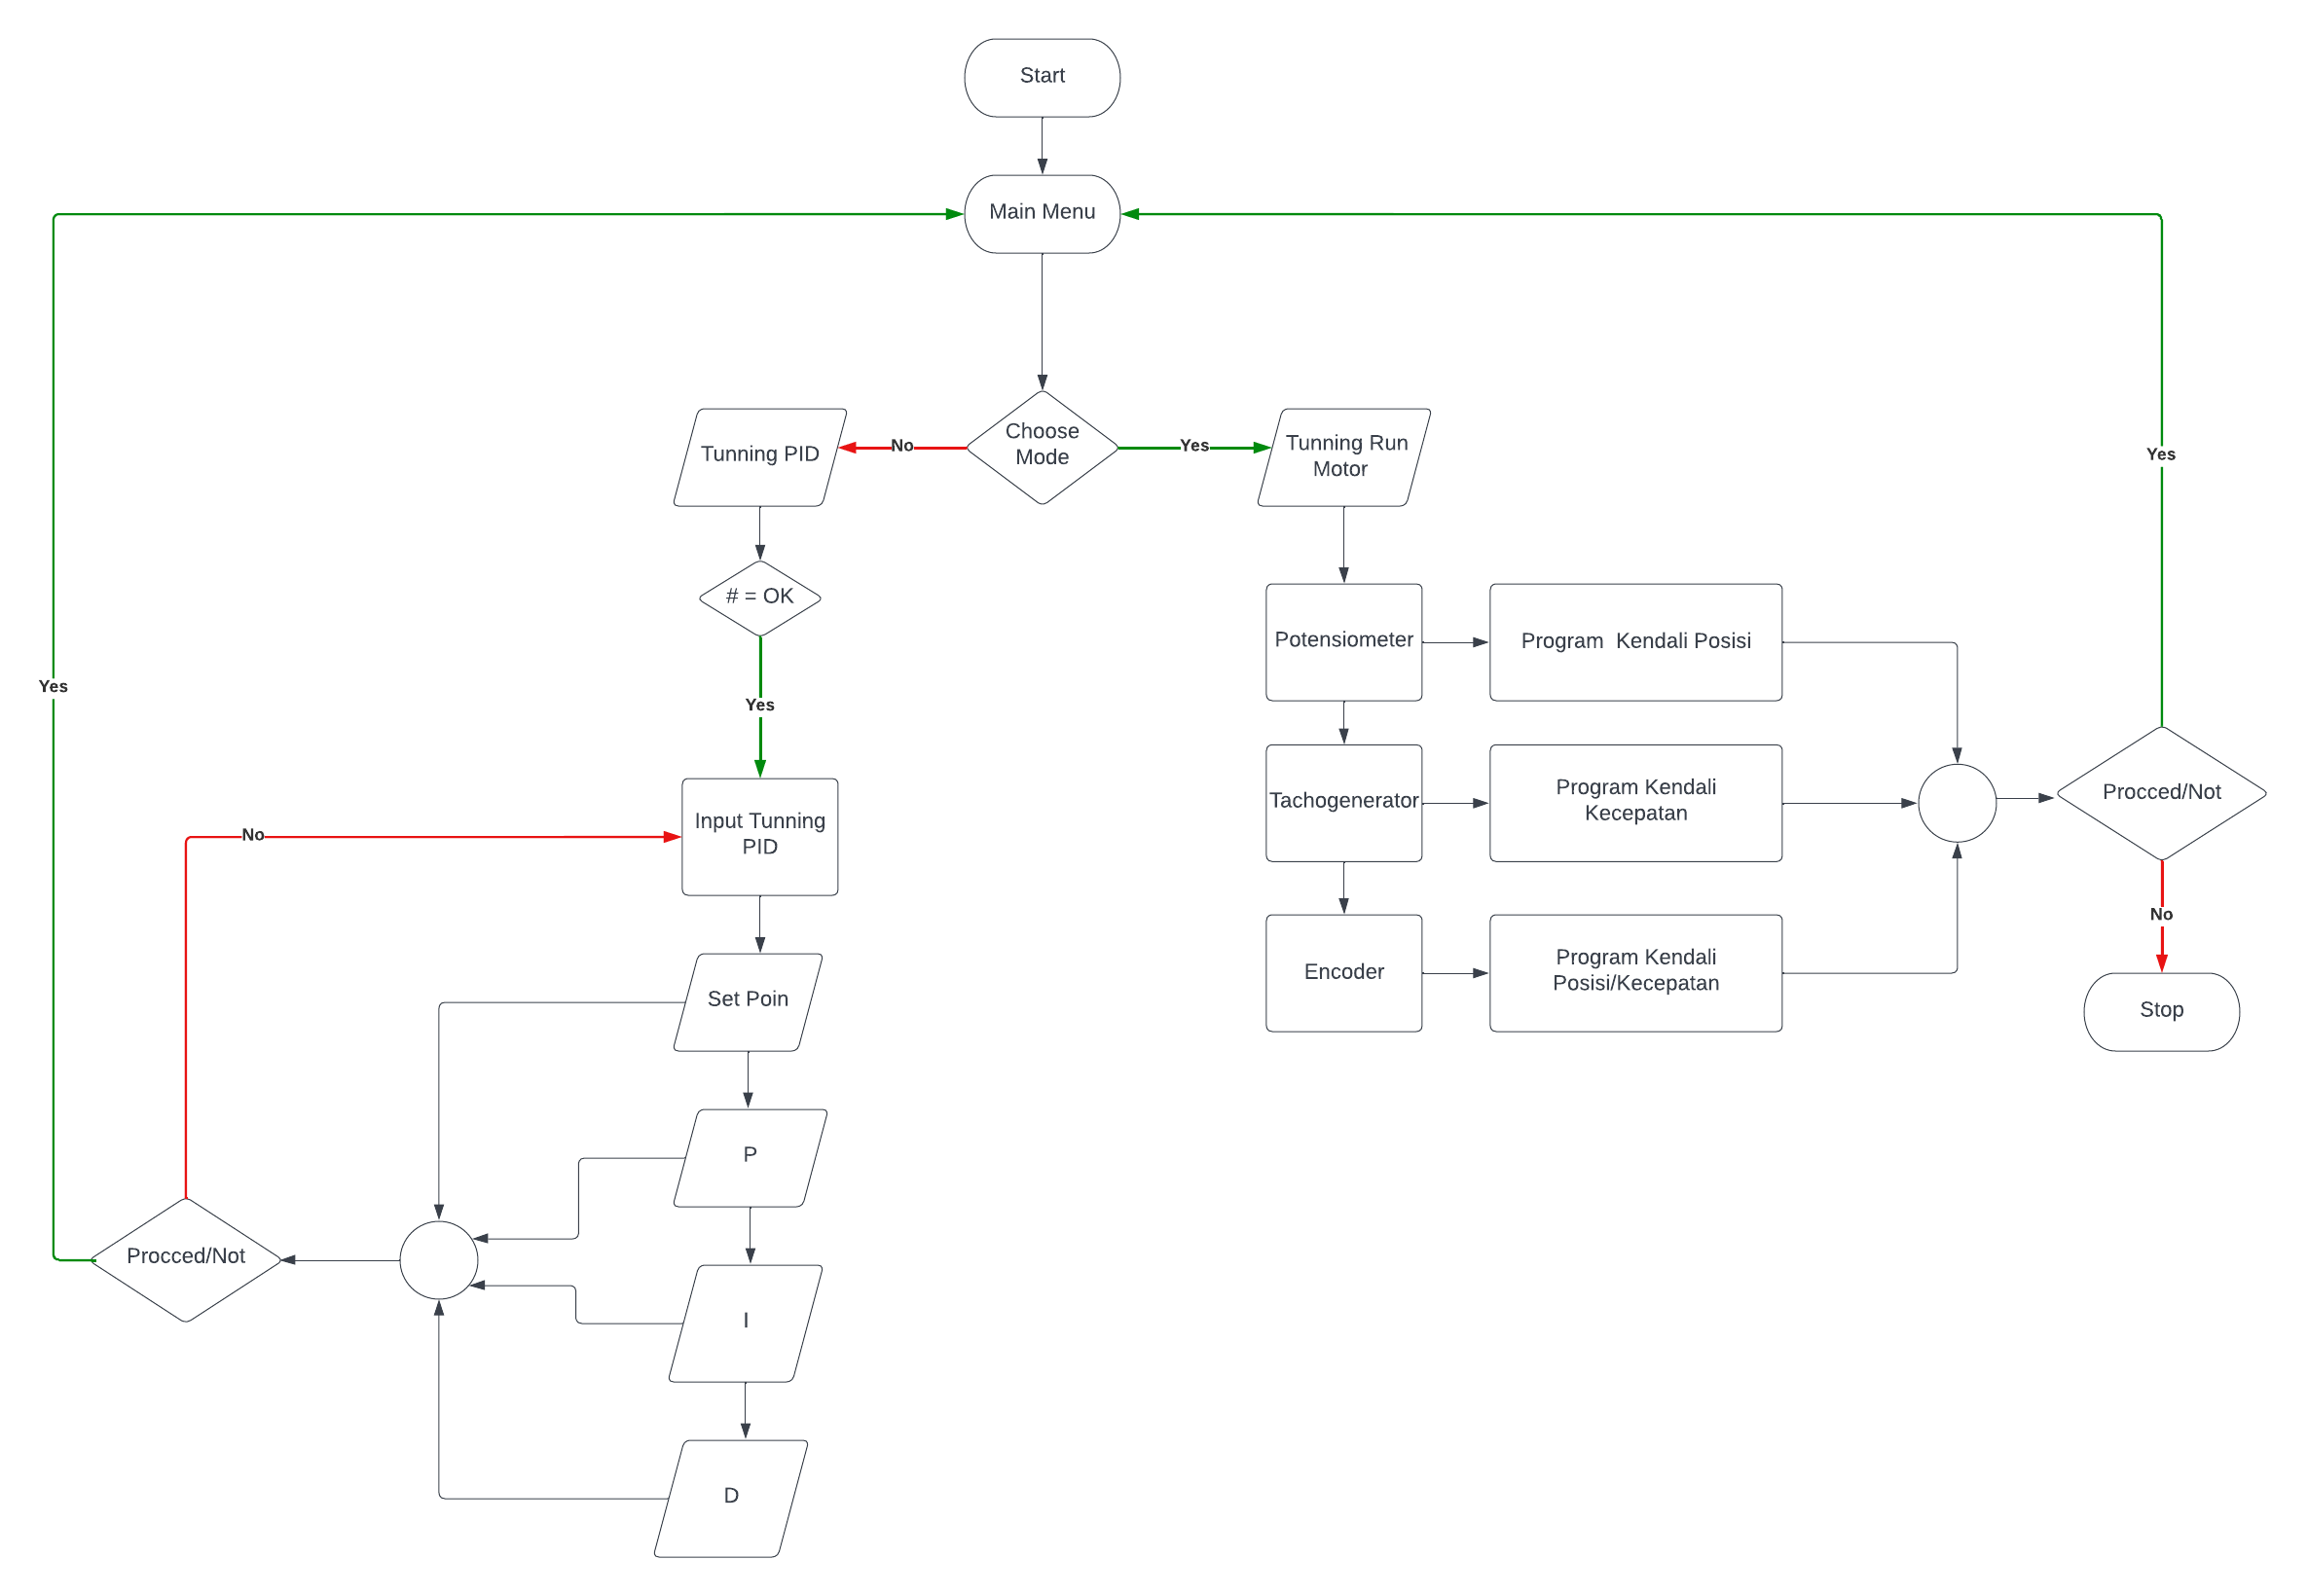 Start
Main Menu
Choose
Mode
No
Yes
Tunning PID
Tunning Run
Motor
# = OK
Yes
Input Tunning
PID
No
Yes
Set Poin
P
I
D
Procced/Not
Potensiometer
Program  Kendali Posisi
Tachogenerator
Program Kendali
Kecepatan
Encoder
Program Kendali
Posisi/Kecepatan
Yes
Procced/Not
No
Stop